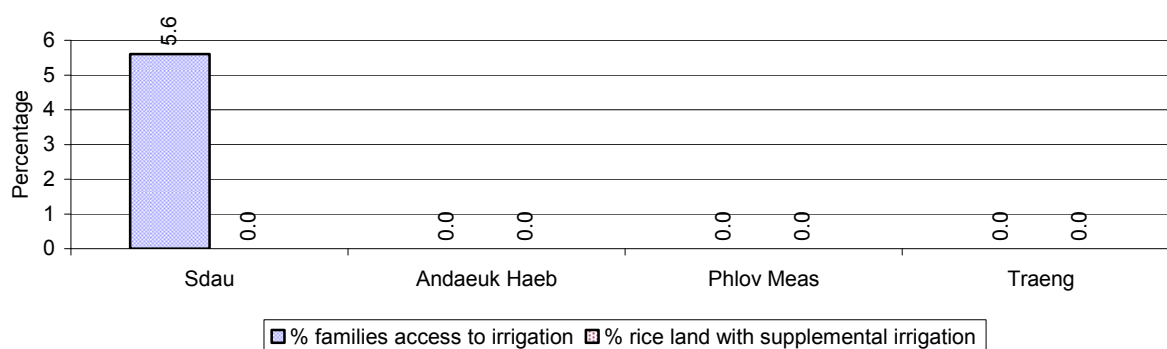 5.6
6
5
4
3
2
1
0
Percentage
0.0
0.0
0.0
0.0
0.0
0.0
0.0
Sdau
Andaeuk Haeb
Phlov Meas
Traeng
% families access to irrigation
% rice land with supplemental irrigation